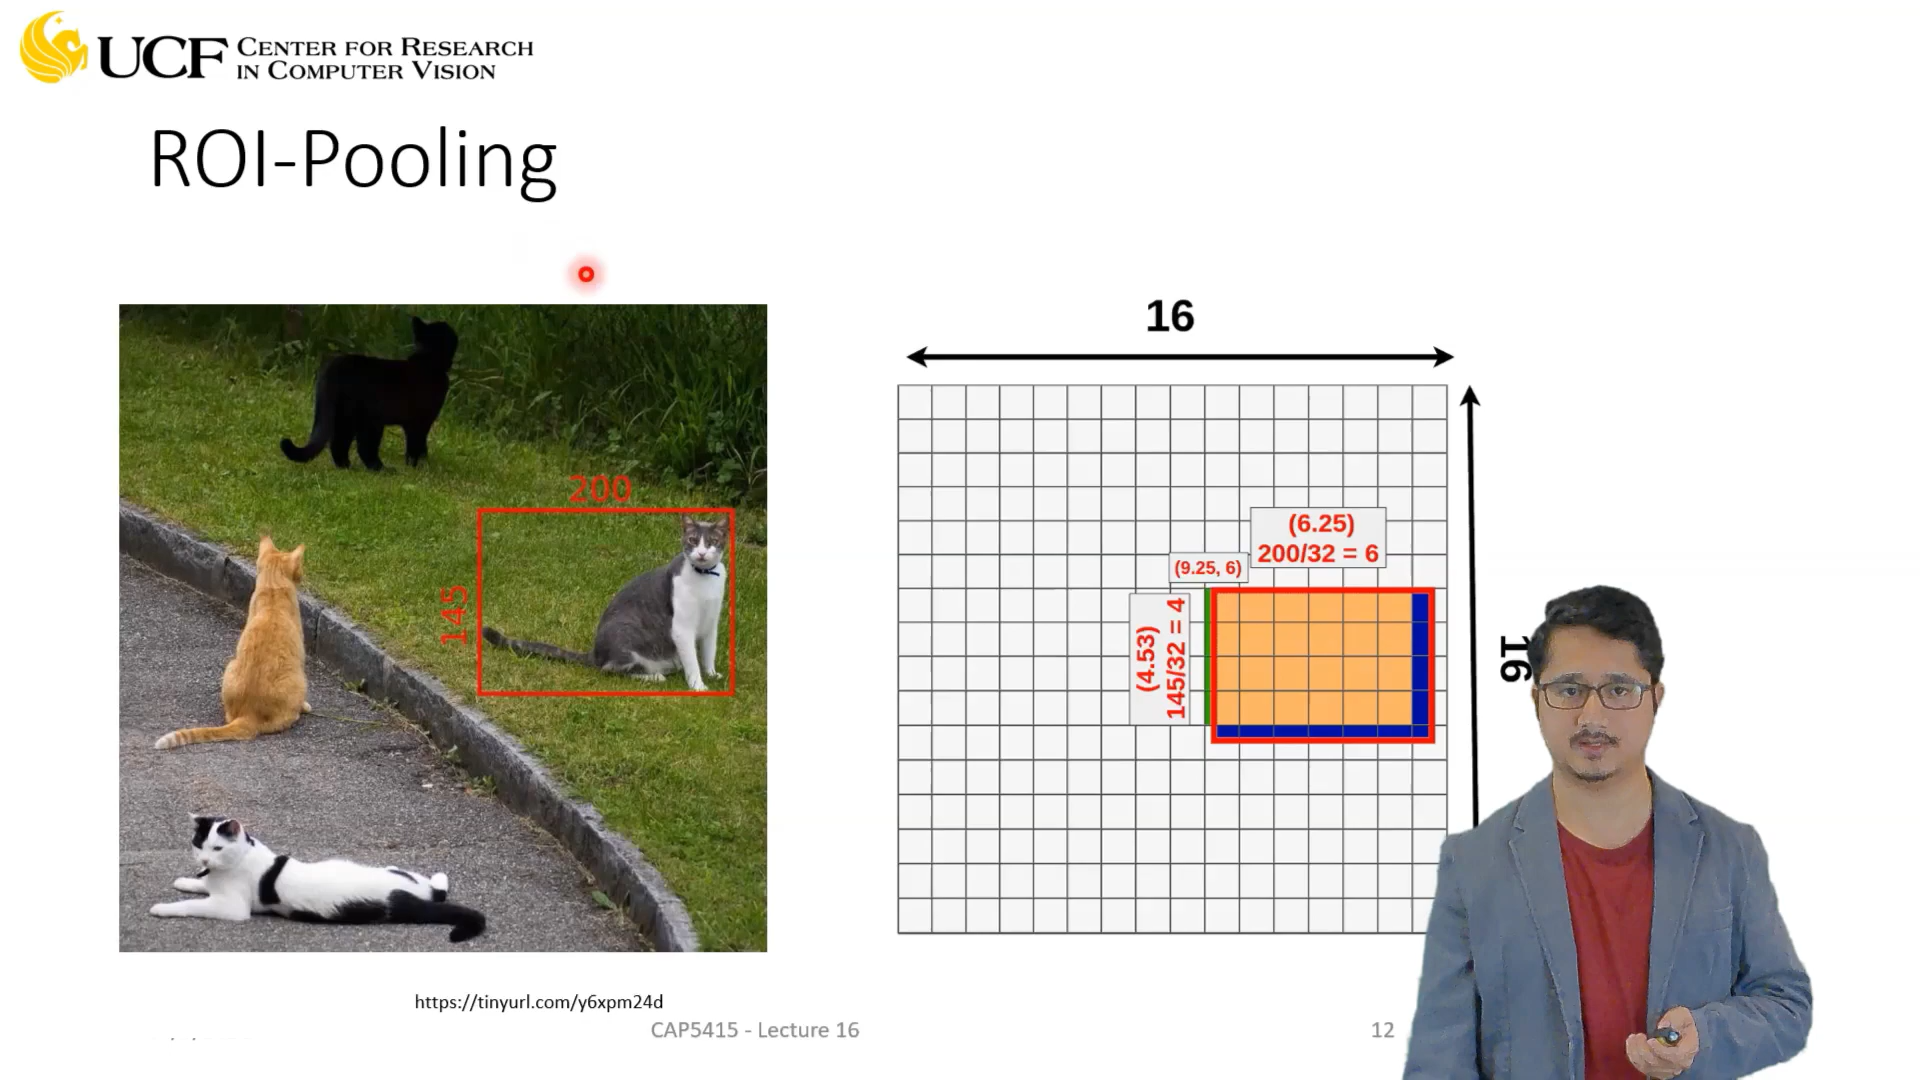 UCF CENTER FOR RESEARCH
IN COMPUTER VISION
ROI-Pooling
200
145
16
(6.25)
200/32 = 6
(9.25, 6)
(4.53)
145/32 = 4
16
https://tinyurl.com/y6xpm24d
CAP5415 - Lecture 16
12